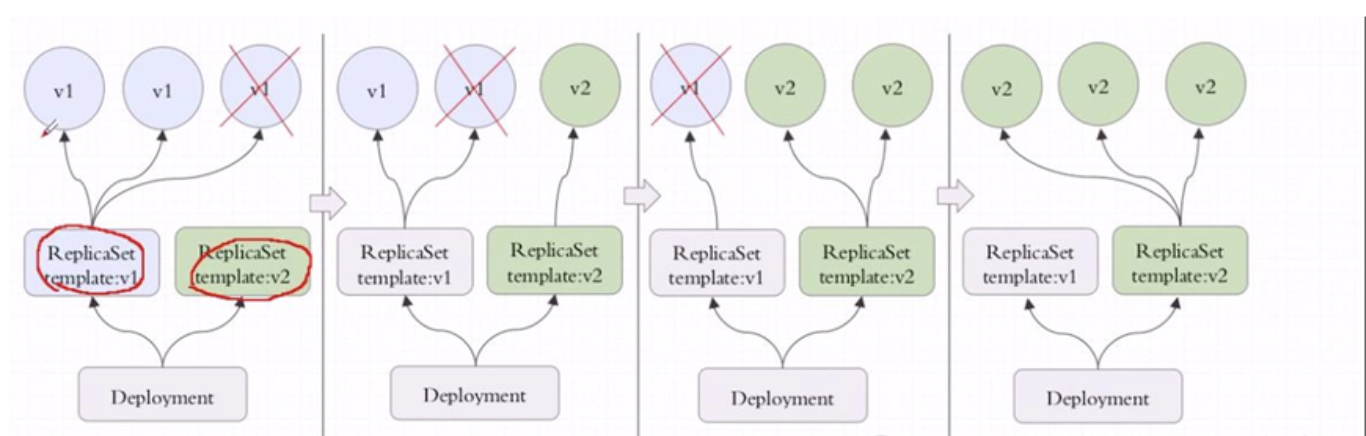 v1
v1
v1
ReplicaSet
template:v1
ReplicaSet
template:v2
Deployment
v1
v1
v2
ReplicaSet
template:v1
ReplicaSet
template:v2
Deployment
v1
v2
v2
ReplicaSet
template:v1
ReplicaSet
template:v2
Deployment
v2
v2
v2
ReplicaSet
template:v1
ReplicaSet
template:v2
Deployment